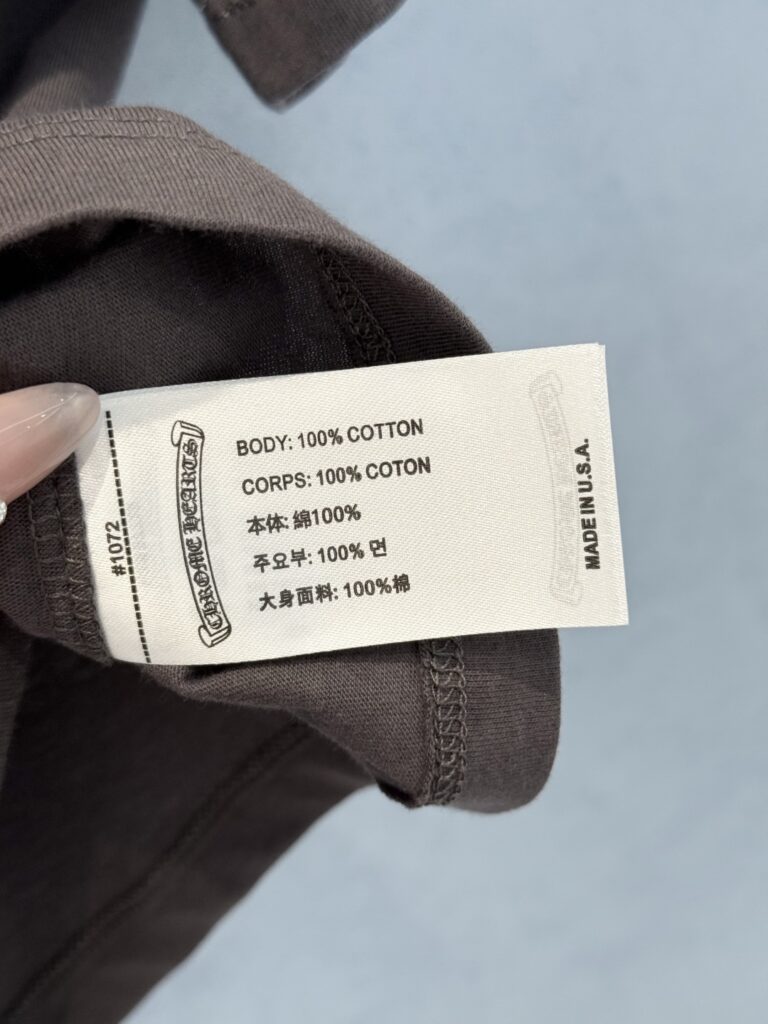 #1072
CHROME HEARTS
BODY: 100% COTTON
CORPS: 100% COTON
本体: 綿100%
주요부: 100% 면
大身面料: 100%棉
MADE IN U.S.A.